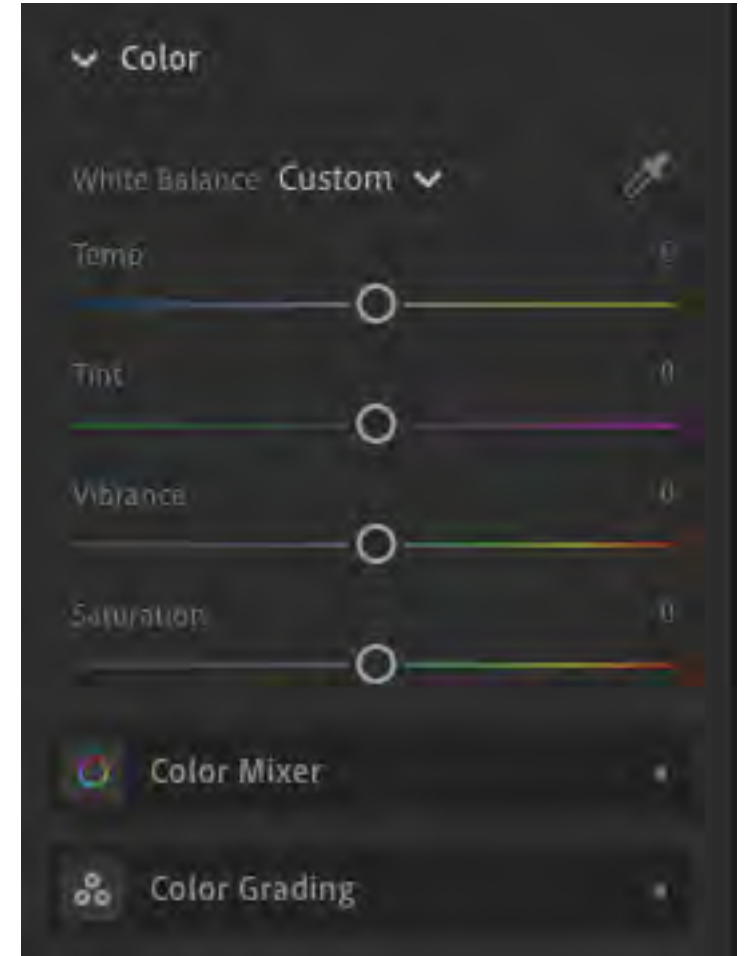 Color
White Balance Custom
Temp 0
Tint 0
Vibrance 0
Saturation 0
Color Mixer
Color Grading